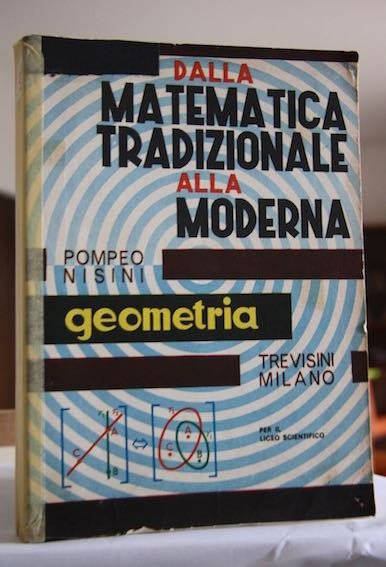 DALLA
MATEMATICA
TRADIZIONALE
ALLA
MODERNA
POMPEO
NISINI
geometria
TREVISINI
MILANO
PER IL
LICEO SCIENTIFICO
A
C
B
A
C
B